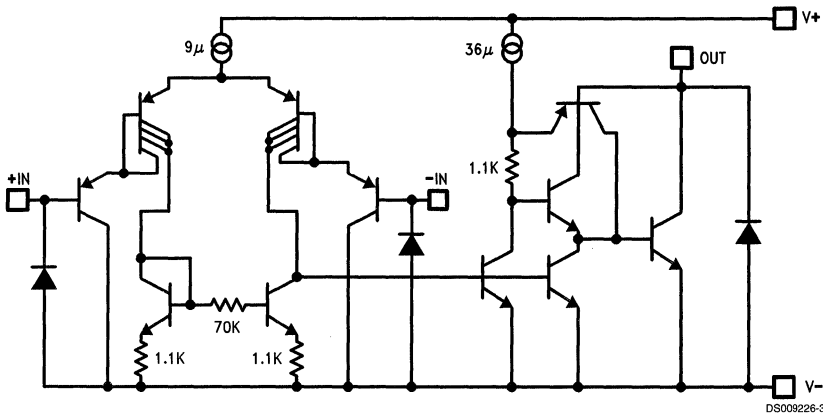 V+
9μ
36μ
OUT
1.1K
+IN
-IN
70K
1.1K
1.1K
V-
DS009226-3